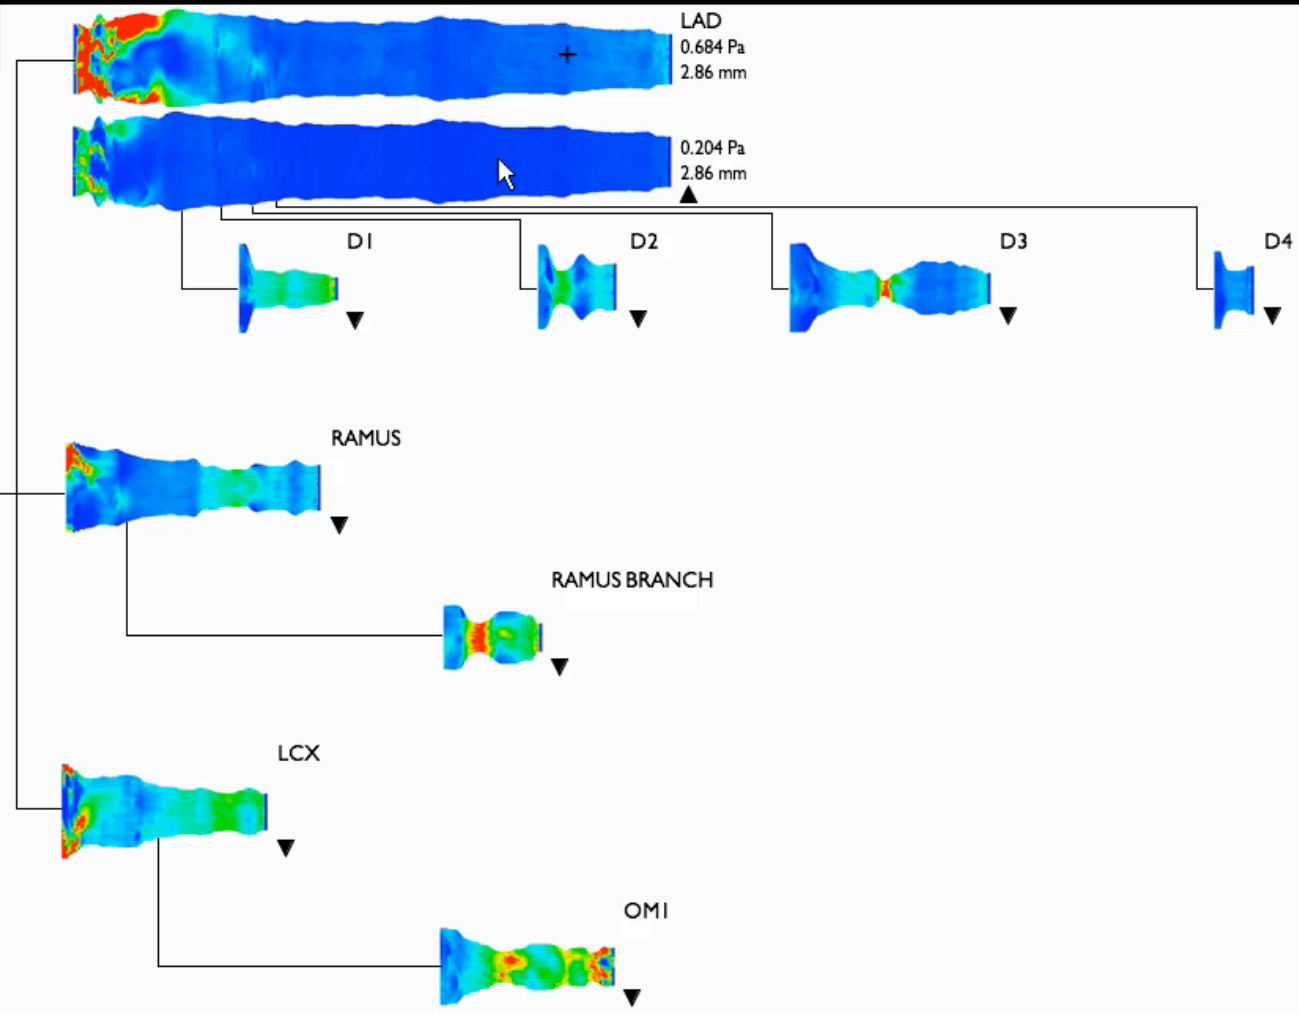 LAD
0.684 Pa
2.86 mm
0.204 Pa
2.86 mm
D1
D2
D3
D4
RAMUS
RAMUS BRANCH
LCX
OM1